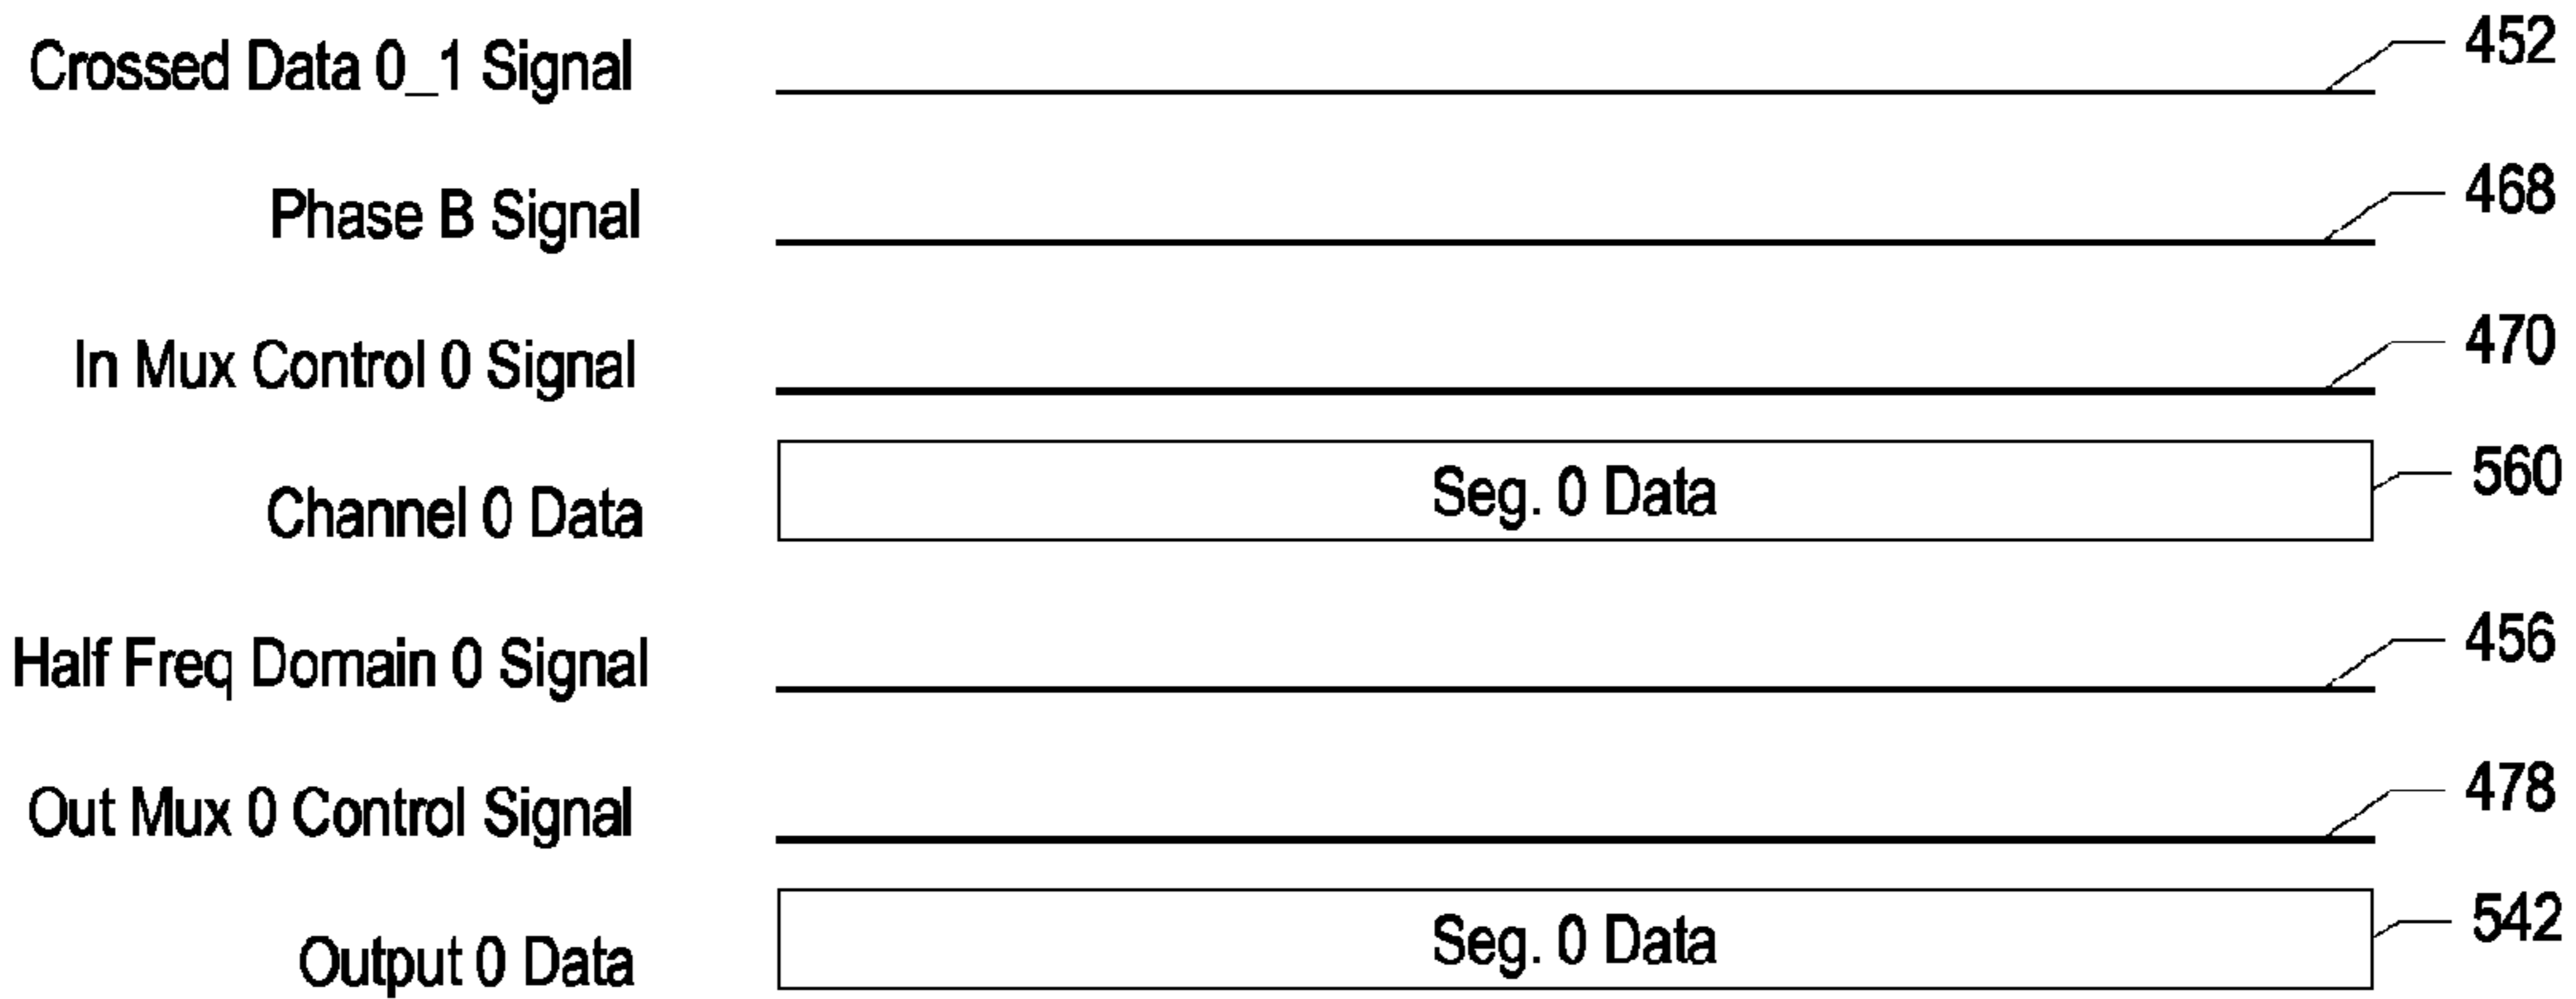 Crossed Data 0_1 Signal 452
Phase B Signal 468
In Mux Control 0 Signal 470
Channel 0 Data Seg. 0 Data 560
Half Freq Domain 0 Signal 456
Out Mux 0 Control Signal 478
Output 0 Data Seg. 0 Data 542